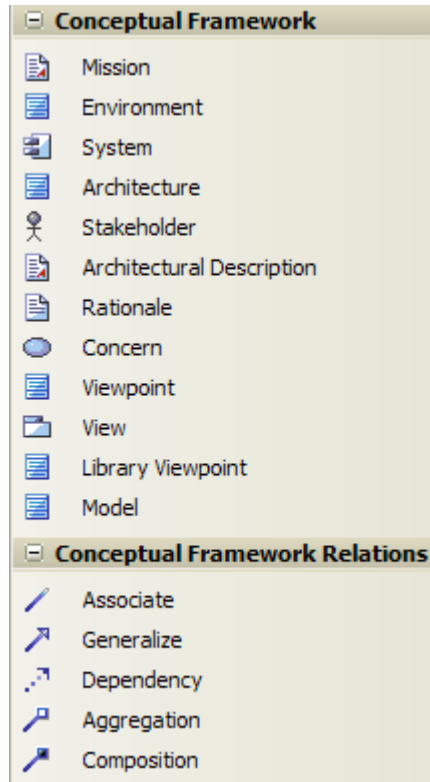 Conceptual Framework
Mission
Environment
System
Architecture
Stakeholder
Architectural Description
Rationale
Concern
Viewpoint
View
Library Viewpoint
Model
Conceptual Framework Relations
Associate
Generalize
Dependency
Aggregation
Composition